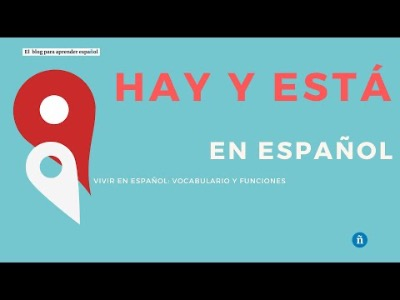 El blog para aprender español
HAY Y ESTÁ
EN ESPAÑOL
VIVIR EN ESPAÑOL: VOCABULARIO Y FUNCIONES
ñ